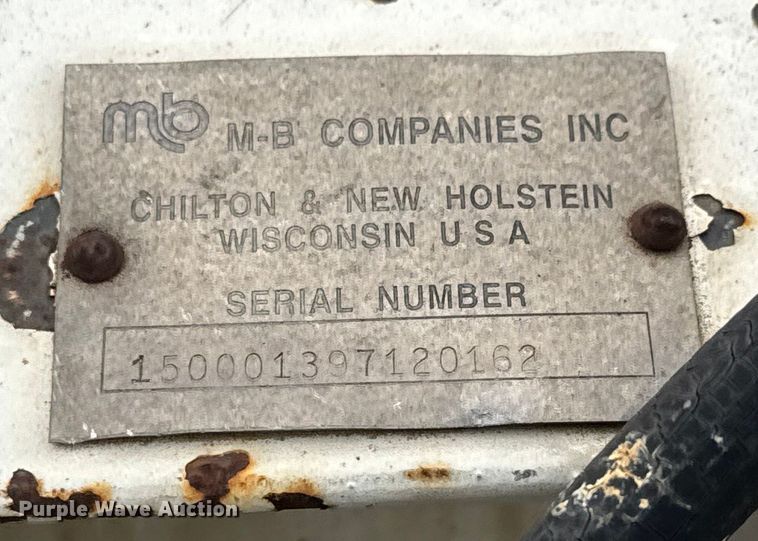 mb M-B COMPANIES INC
CHILTON & NEW HOLSTEIN
WISCONSIN U S A
SERIAL NUMBER
150001397120162
Purple Wave Auction